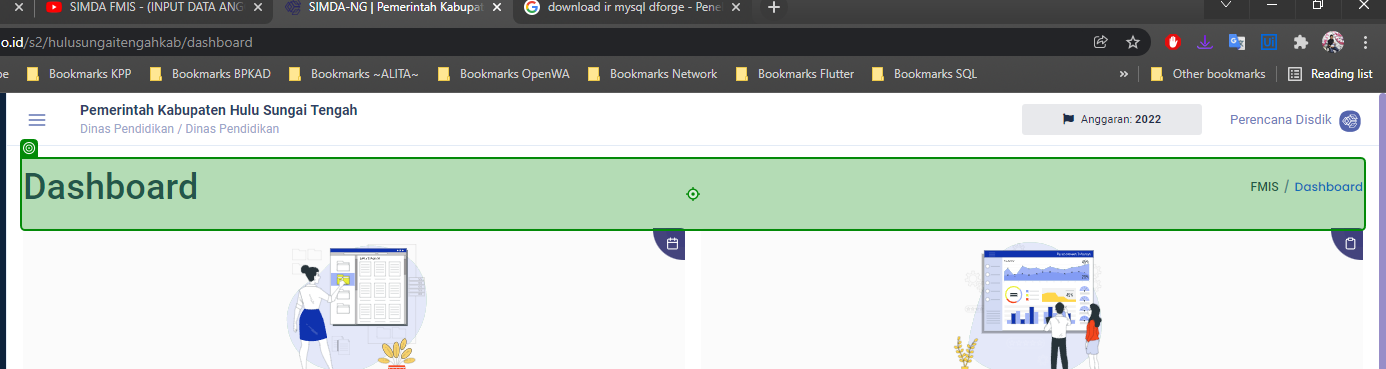 SIMDA FMIS - (INPUT DATA ANG
SIMDA-NG | Pemerintah Kabupat
download ir mysql dforge - Pene
o.id/s2/hulusungaitengahkab/dashboard
be
Bookmarks KPP
Bookmarks BPKAD
Bookmarks ~ALITA~
Bookmarks OpenWA
Bookmarks Network
Bookmarks Flutter
Bookmarks SQL
»
Other bookmarks
Reading list
Pemerintah Kabupaten Hulu Sungai Tengah
Dinas Pendidikan / Dinas Pendidikan
Anggaran: 2022
Perencana Disdik
Dashboard
FMIS / Dashboard